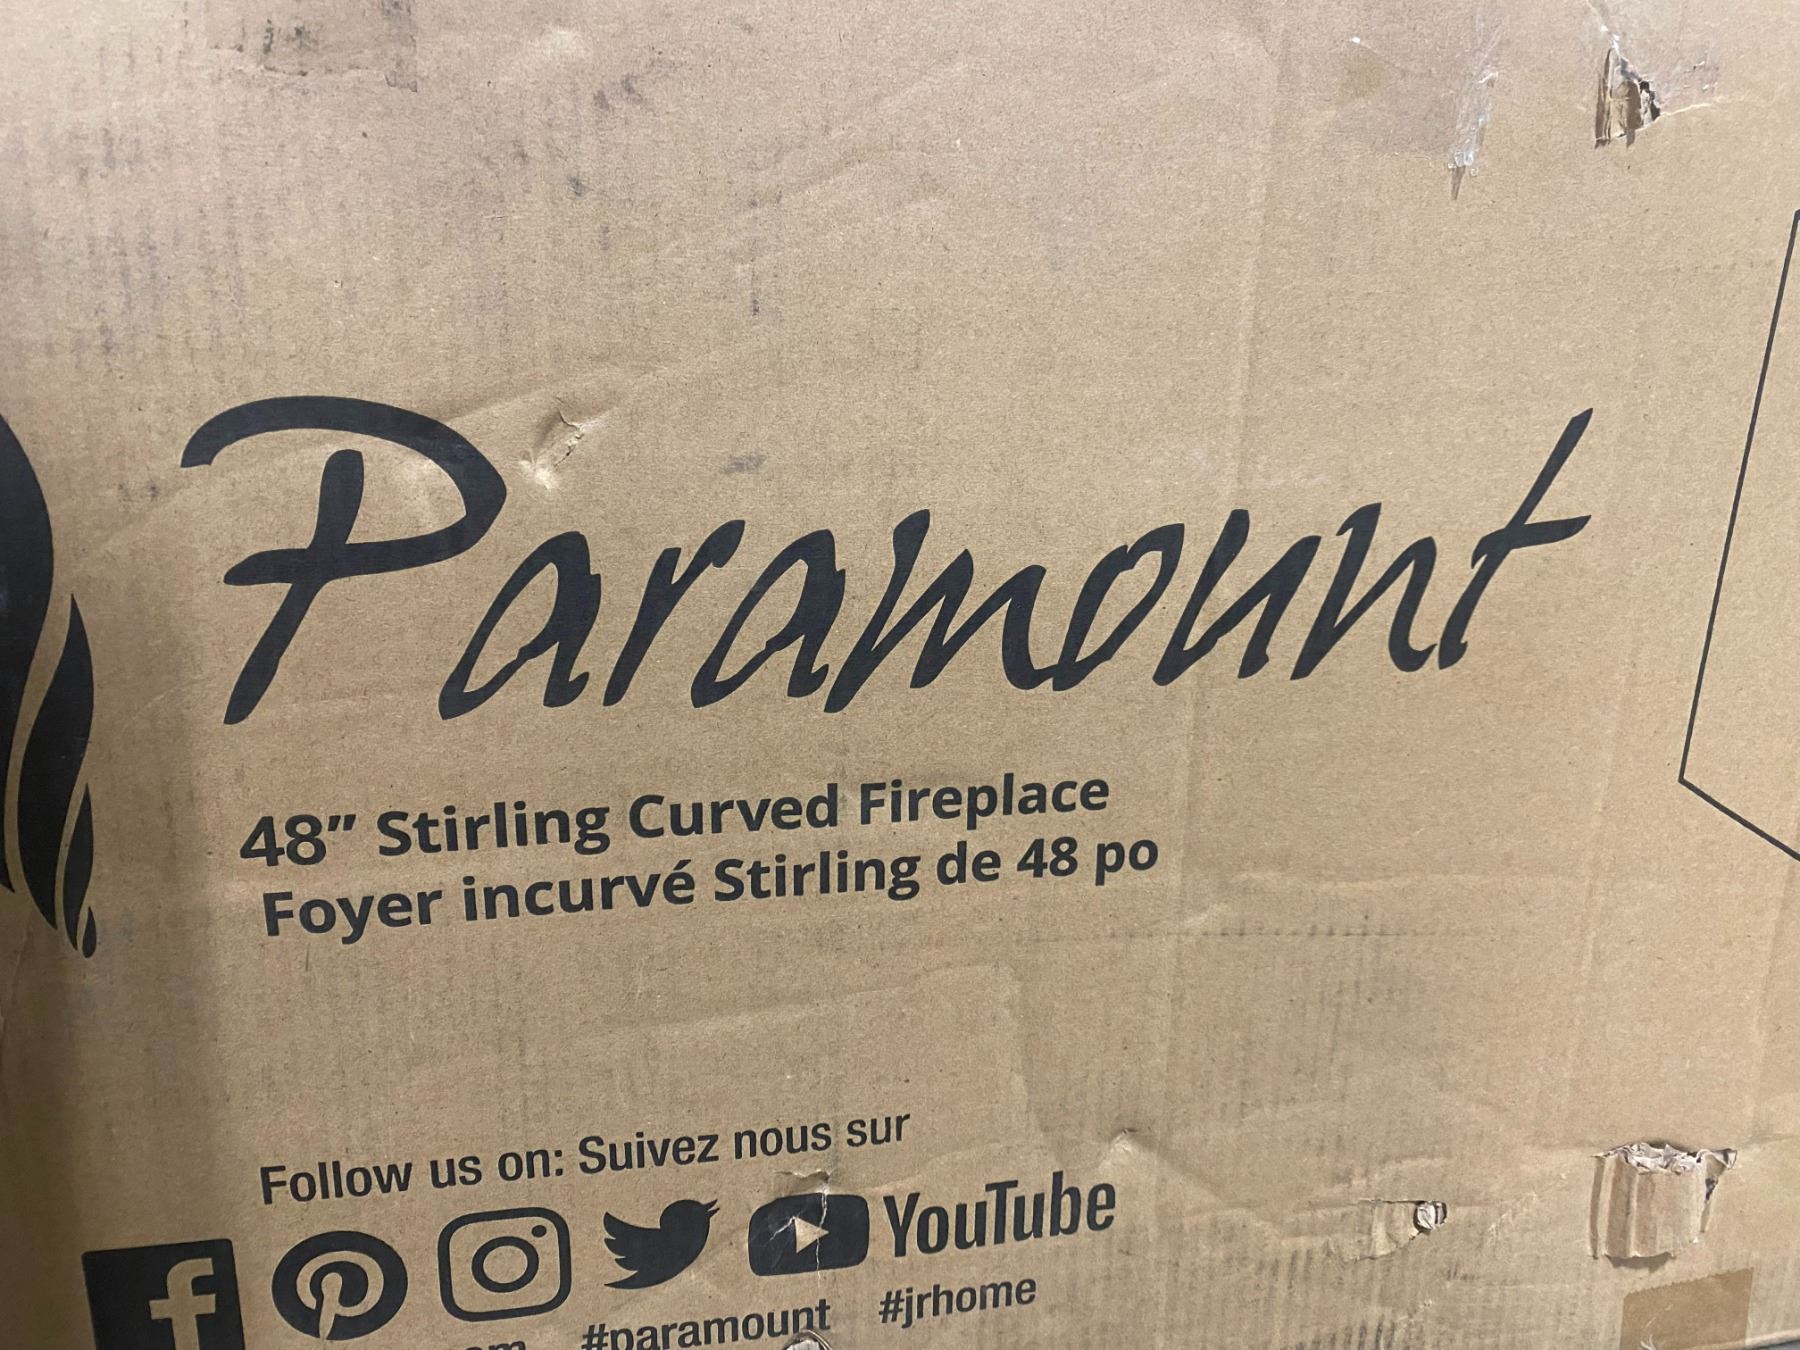 Paramount
48" Stirling Curved Fireplace
Foyer incurvé Stirling de 48 po
Follow us on: Suivez nous sur
YouTube
#paramount #jrhome